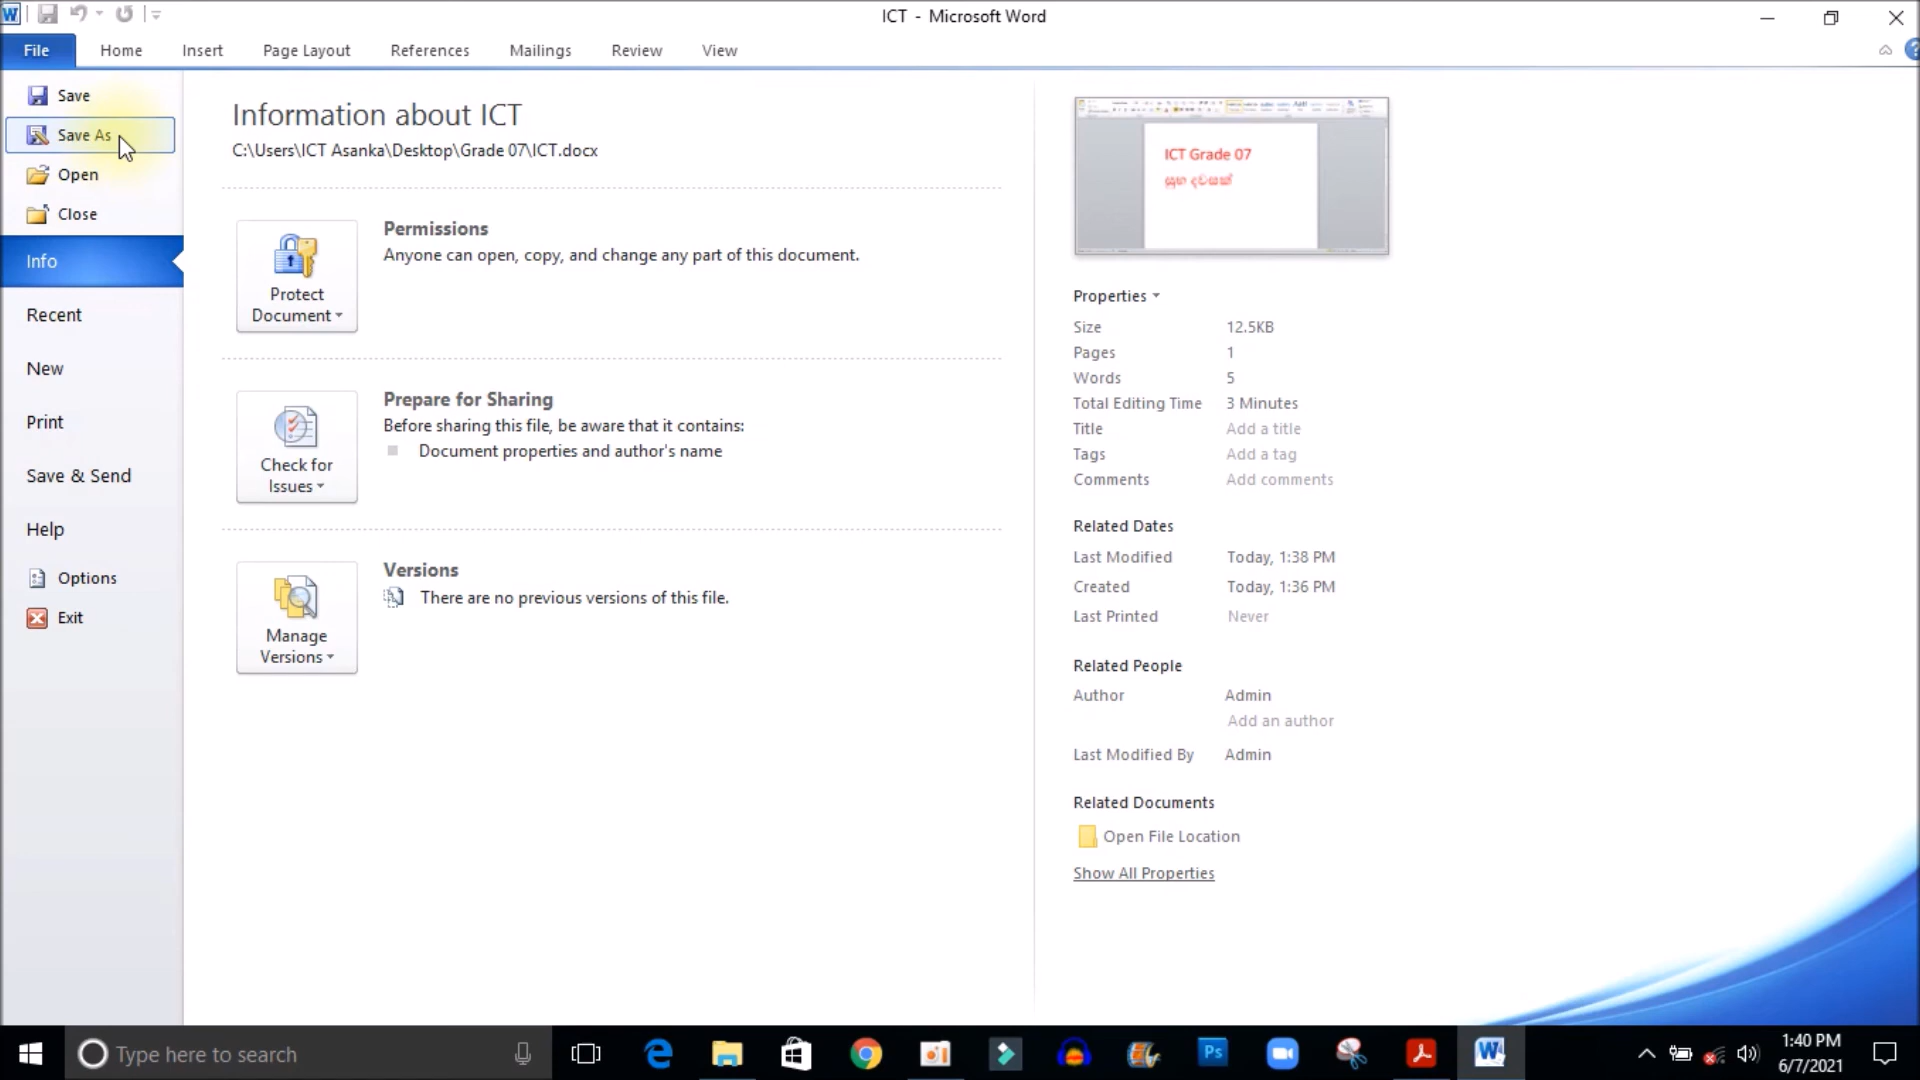 ICT - Microsoft Word
File Home Insert Page Layout References Mailings Review View
Save
Save As
Open
Close
Info
Recent
New
Print
Save & Send
Help
Options
Exit
Information about ICT
C:\Users\ICT Asanka\Desktop\Grade 07\ICT.docx
Protect
Document
Permissions
Anyone can open, copy, and change any part of this document.
Check for
Issues
Prepare for Sharing
Before sharing this file, be aware that it contains:
Document properties and author's name
Manage
Versions
Versions
There are no previous versions of this file.
ICT Grade 07
සුභ දවසක්
Properties
Size 12.5KB
Pages 1
Words 5
Total Editing Time 3 Minutes
Title Add a title
Tags Add a tag
Comments Add comments
Related Dates
Last Modified Today, 1:38 PM
Created Today, 1:36 PM
Last Printed Never
Related People
Author Admin
Add an author
Last Modified By Admin
Related Documents
Open File Location
Show All Properties
Type here to search
Ps
1:40 PM
6/7/2021